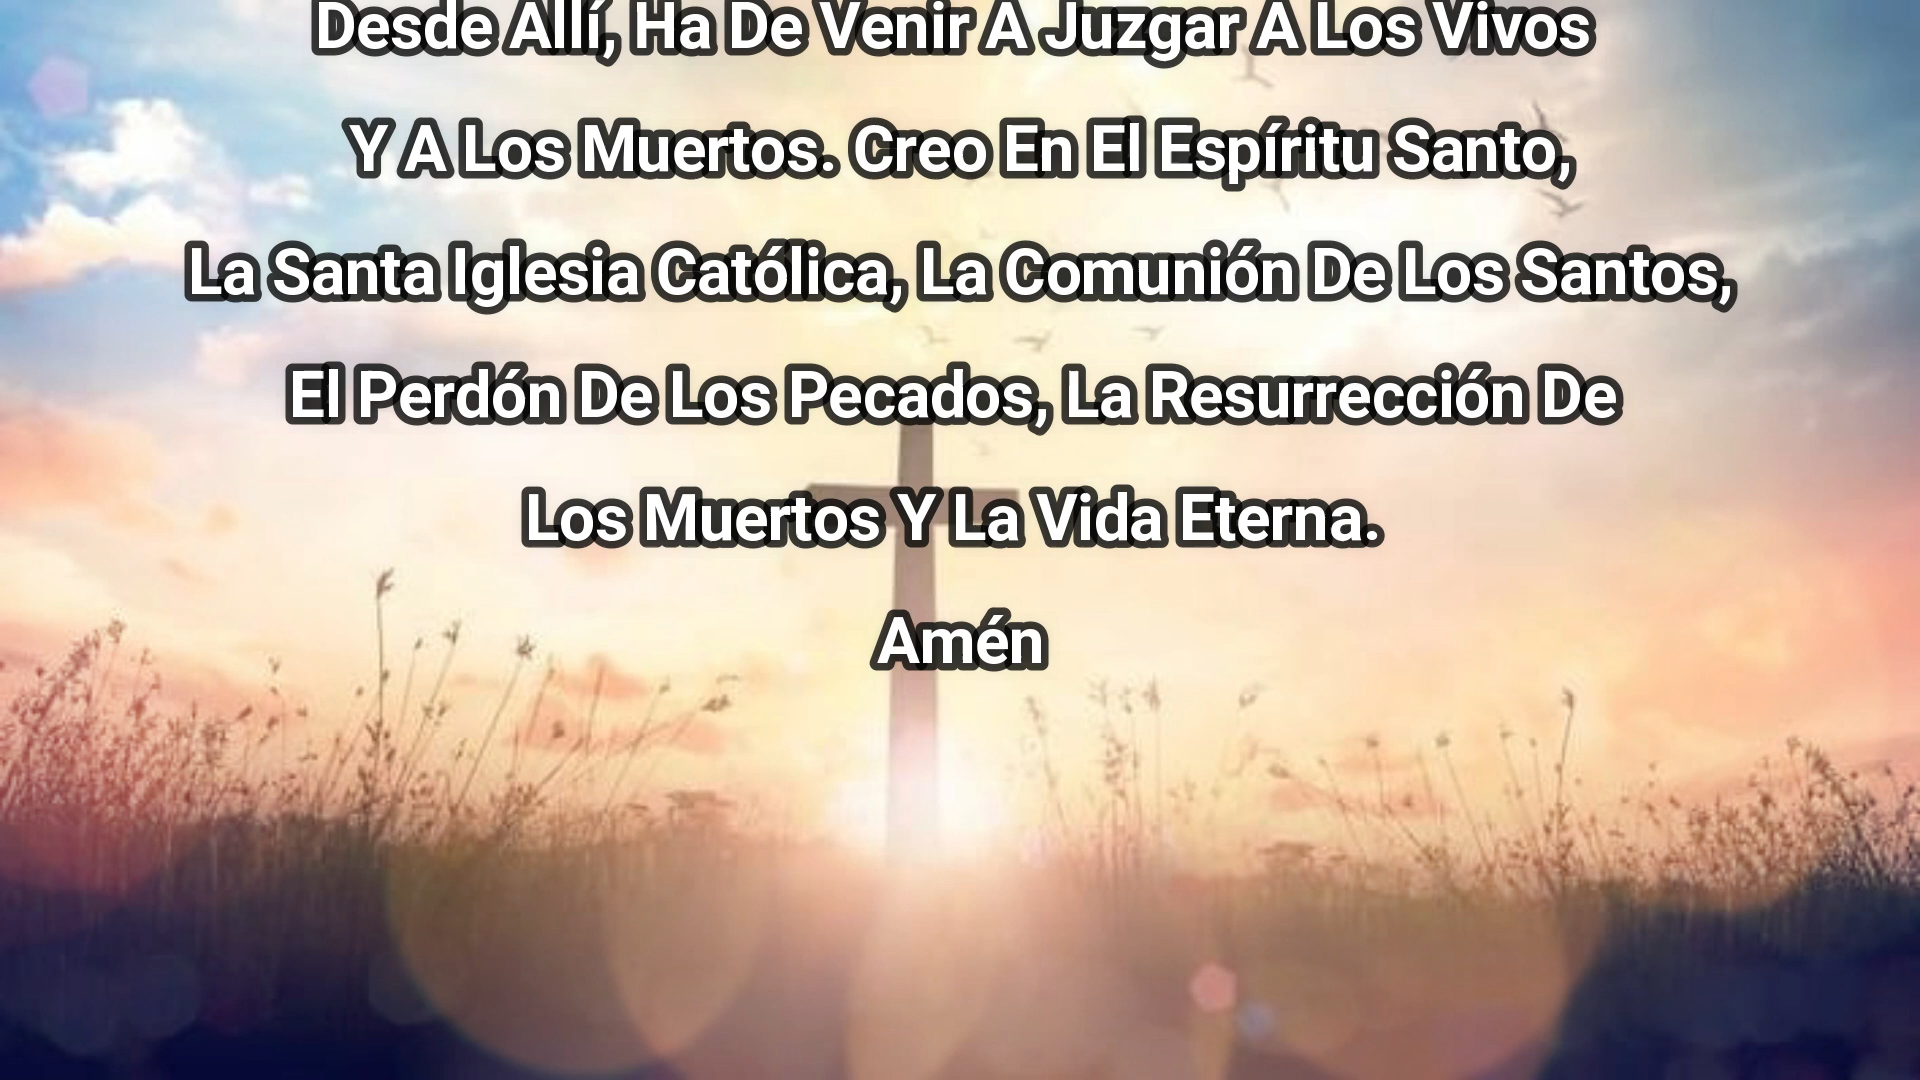 Desde Allí, Ha De Venir A Juzgar A Los Vivos
Y A Los Muertos. Creo En El Espíritu Santo,
La Santa Iglesia Católica, La Comunión De Los Santos,
El Perdón De Los Pecados, La Resurrección De
Los Muertos Y La Vida Eterna.
Amén